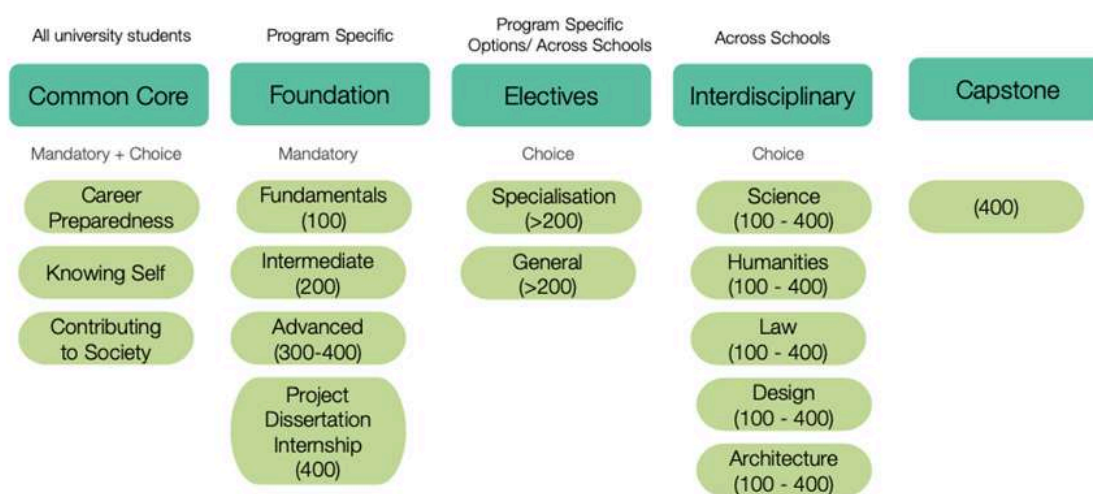 All university students
Common Core
Mandatory + Choice
Career
Preparedness
Knowing Self
Contributing
to Society
Program Specific
Foundation
Mandatory
Fundamentals
(100)
Intermediate
(200)
Advanced
(300-400)
Project
Dissertation
Internship
(400)
Program Specific
Options/ Across Schools
Electives
Choice
Specialisation
(>200)
General
(>200)
Across Schools
Interdisciplinary
Choice
Science
(100 - 400)
Humanities
(100 - 400)
Law
(100 - 400)
Design
(100 - 400)
Architecture
(100 - 400)
Capstone
(400)